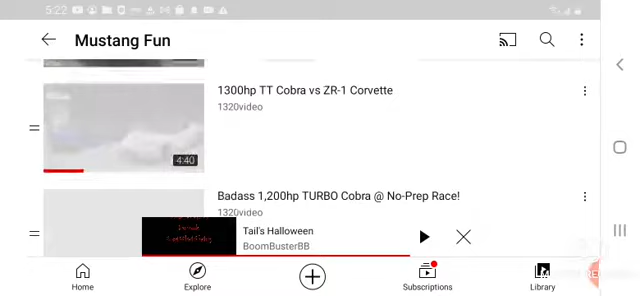 5:22
Mustang Fun
1300hp TT Cobra vs ZR-1 Corvette
1320video
4:40
Badass 1,200hp TURBO Cobra @ No-Prep Race!
1320video
Tail's Halloween
BoomBusterBB
Home
Explore
Subscriptions
Library